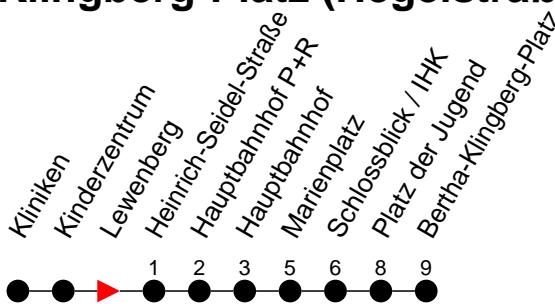 Klingberg-Platz (Hegelstraß
Kliniken
Kinderzentrum
Lewenberg
Heinrich-Seidel-Straße
Hauptbahnhof P+R
Hauptbahnhof
Marienplatz
Schlossblick / IHK
Platz der Jugend
Bertha-Klingberg-Platz
1 2 3 5 6 8 9